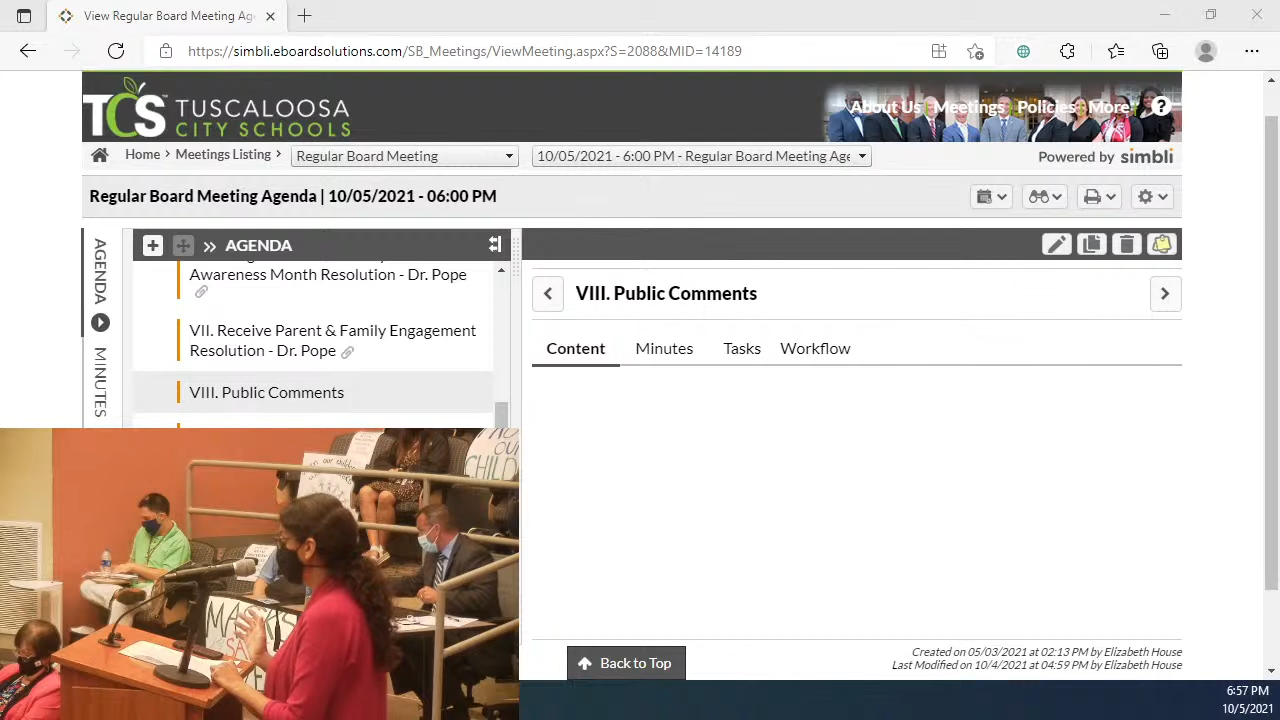 View Regular Board Meeting Ag
https://simbli.eboardsolutions.com/SB_Meetings/ViewMeeting.aspx?S=2088&MID=14189
TCS TUSCALOOSA
CITY SCHOOLS
About Us Meetings Policies More ?
Home > Meetings Listing > Regular Board Meeting 10/05/2021 - 6:00 PM - Regular Board Meeting Age
Powered by simbli
Regular Board Meeting Agenda | 10/05/2021 - 06:00 PM
AGENDA
MINUTES
AGENDA
Awareness Month Resolution - Dr. Pope
VII. Receive Parent & Family Engagement
Resolution - Dr. Pope
VIII. Public Comments
VIII. Public Comments
Content Minutes Tasks Workflow
OUR
CHILD
our children
MASKS
Back to Top
Created on 05/03/2021 at 02:13 PM by Elizabeth House
Last Modified on 10/4/2021 at 04:59 PM by Elizabeth House
6:57 PM
10/5/2021